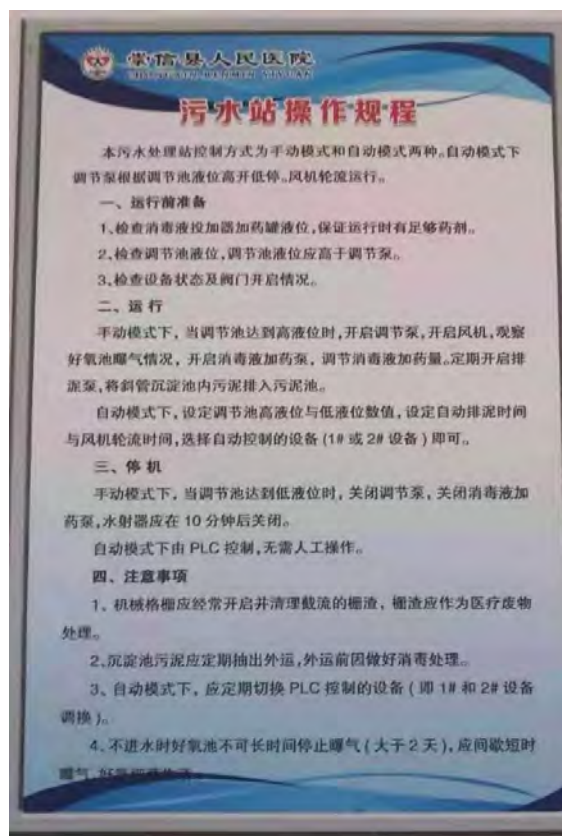 崇信县人民医院
CHONGXIN RENMIN YIYUAN
污水站操作规程
本污水处理站控制方式为手动模式和自动模式两种。自动模式下
调节泵根据调节池液位高开低停。风机轮流运行。
一、运行前准备
1、检查消毒液投加器加药罐液位,保证运行时有足够药剂。
2、检查调节池液位,调节池液位应高于调节泵。
3、检查设备状态及阀门开启情况。
二、运行
手动模式下，当调节池达到高液位时,开启调节泵,开启风机,观察
好氧池曝气情况，开启消毒液加药泵，调节消毒液加药量。定期开启排
泥泵,将斜管沉淀池内污泥排入污泥池。
自动模式下,设定调节池高液位与低液位数值，设定自动排泥时间
与风机轮流时间,选择自动控制的设备(1#或2#设备)即可。
三、停机
手动模式下，当调节池达到低液位时，关闭调节泵，关闭消毒液加
药泵,水射器应在10分钟后关闭。
自动模式下由PLC控制,无需人工操作。
四、注意事项
1、机械格栅应经常开启并清理截流的栅渣，栅渣应作为医疗废物
处理。
2、沉淀池污泥应定期抽出外运,外运前因做好消毒处理。
3、自动模式下，应定期切换PLC控制的设备(即1#和2#设备
调换)。
4、不进水时好氧池不可长时间停止曝气(大于2天),应间歇短时
曝气